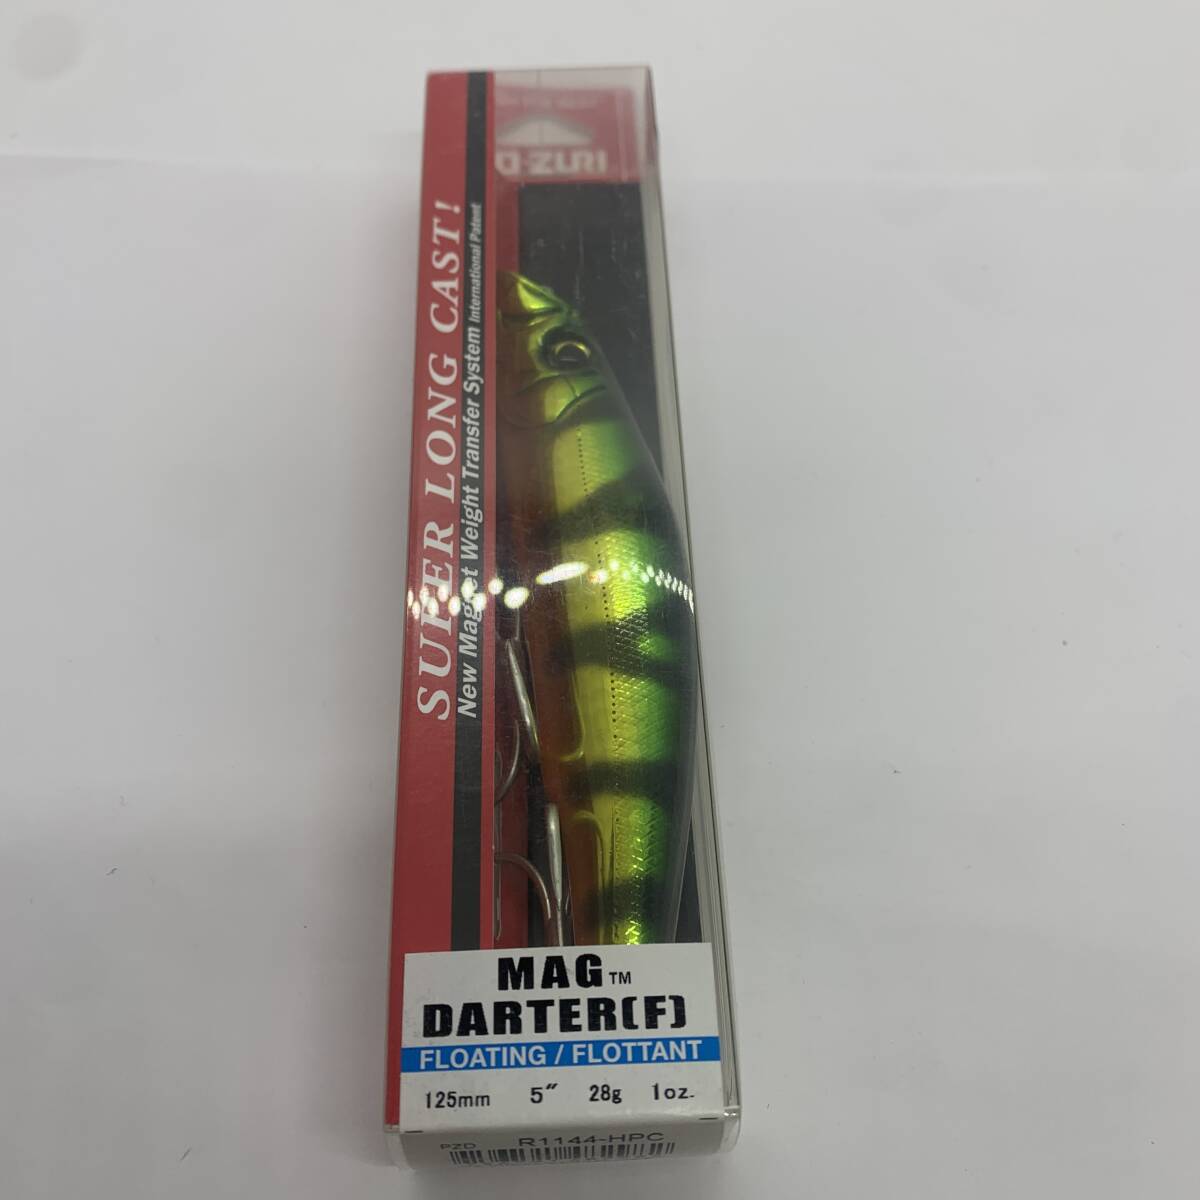 SUPER LONG CAST!
New Magnet Weight Transfer System International Patent
MAG™
DARTER(F)
FLOATING / FLOTTANT
125mm 5" 28g 1oz.
PZD R1144-HPC